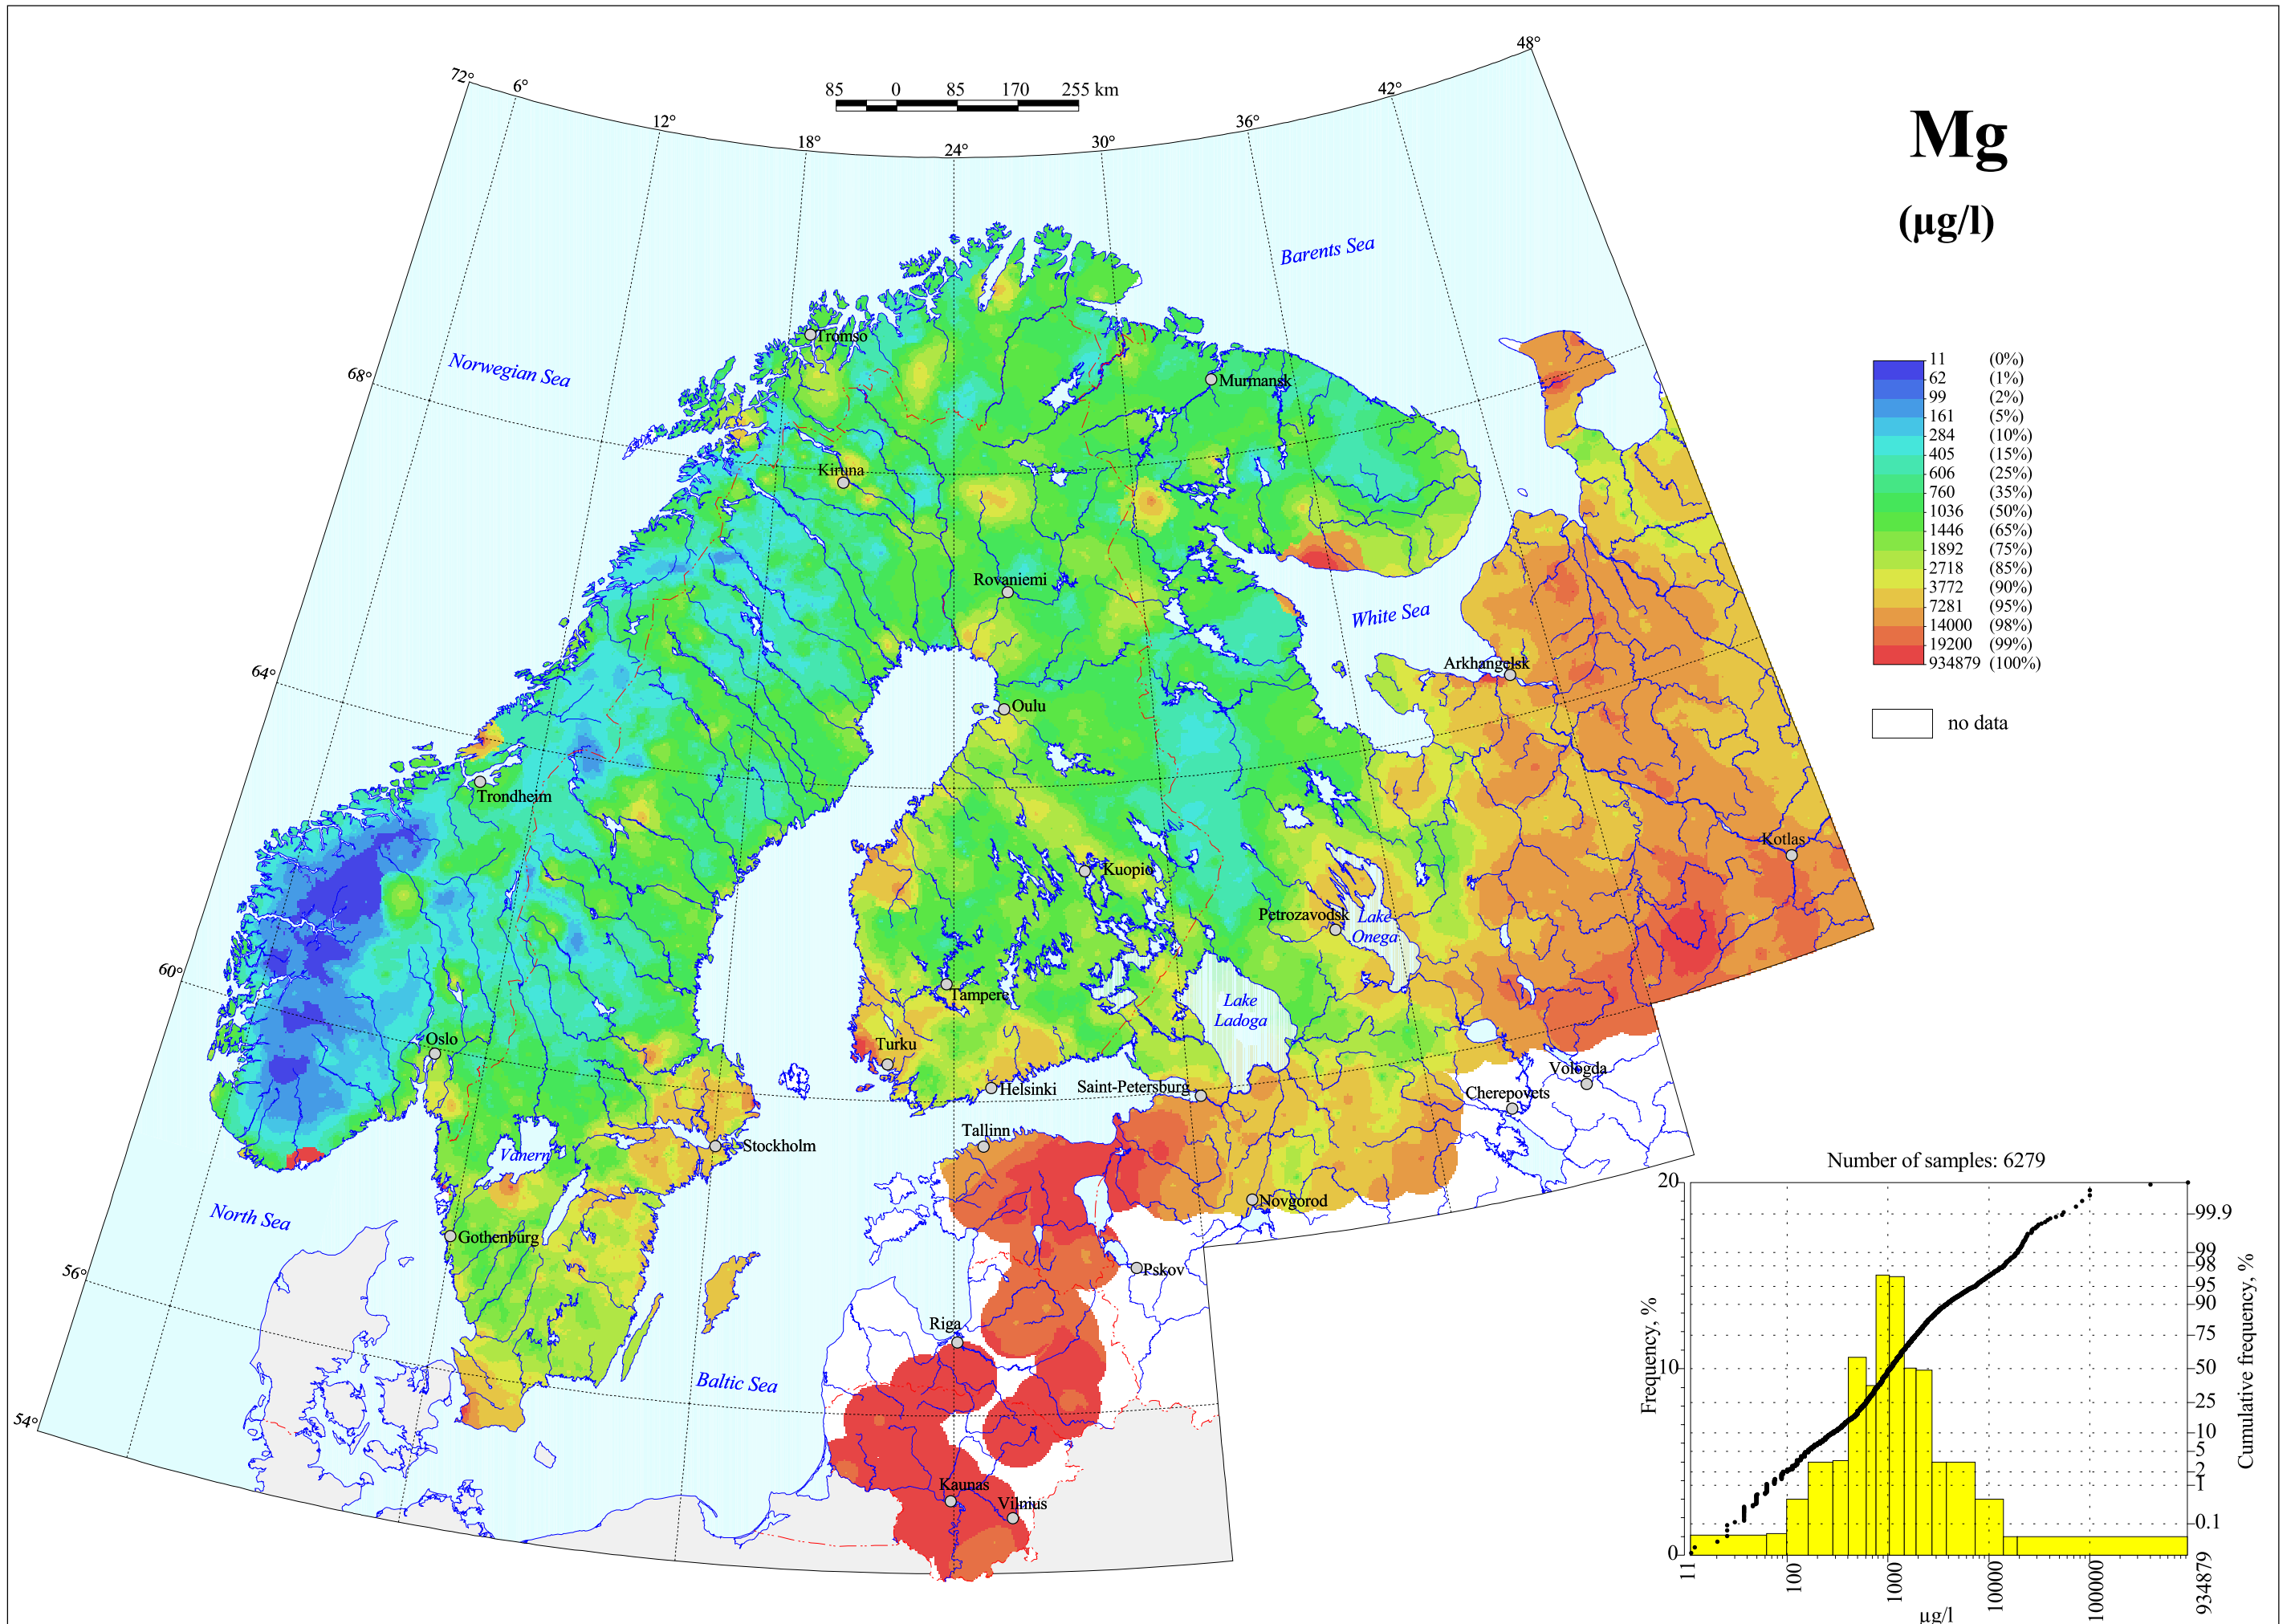 Mg
(µg/l)
85 0 85 170 255 km
72° 6° 12° 18° 24° 30° 36° 42° 48°
68°
64°
60°
56°
54°
Barents Sea
Norwegian Sea
White Sea
North Sea
Baltic Sea
Lake
Onega
Lake
Ladoga
Vänern
Tromso
Murmansk
Kiruna
Rovaniemi
Arkhangelsk
Oulu
Trondheim
Kotlas
Kuopio
Petrozavodsk
Tampere
Oslo
Turku
Helsinki
Saint-Petersburg
Vologda
Cherepovets
Stockholm
Tallinn
Novgorod
Gothenburg
Pskov
Riga
Kaunas
Vilnius
11 (0%)
62 (1%)
99 (2%)
161 (5%)
284 (10%)
405 (15%)
606 (25%)
760 (35%)
1036 (50%)
1446 (65%)
1892 (75%)
2718 (85%)
3772 (90%)
7281 (95%)
14000 (98%)
19200 (99%)
934879 (100%)
no data
Number of samples: 6279
Frequency, %
20
10
0
Cumulative frequency, %
99.9
99
98
95
90
75
50
25
10
5
2
1
0.1
11 100 1000 10000 100000 934879
µg/l